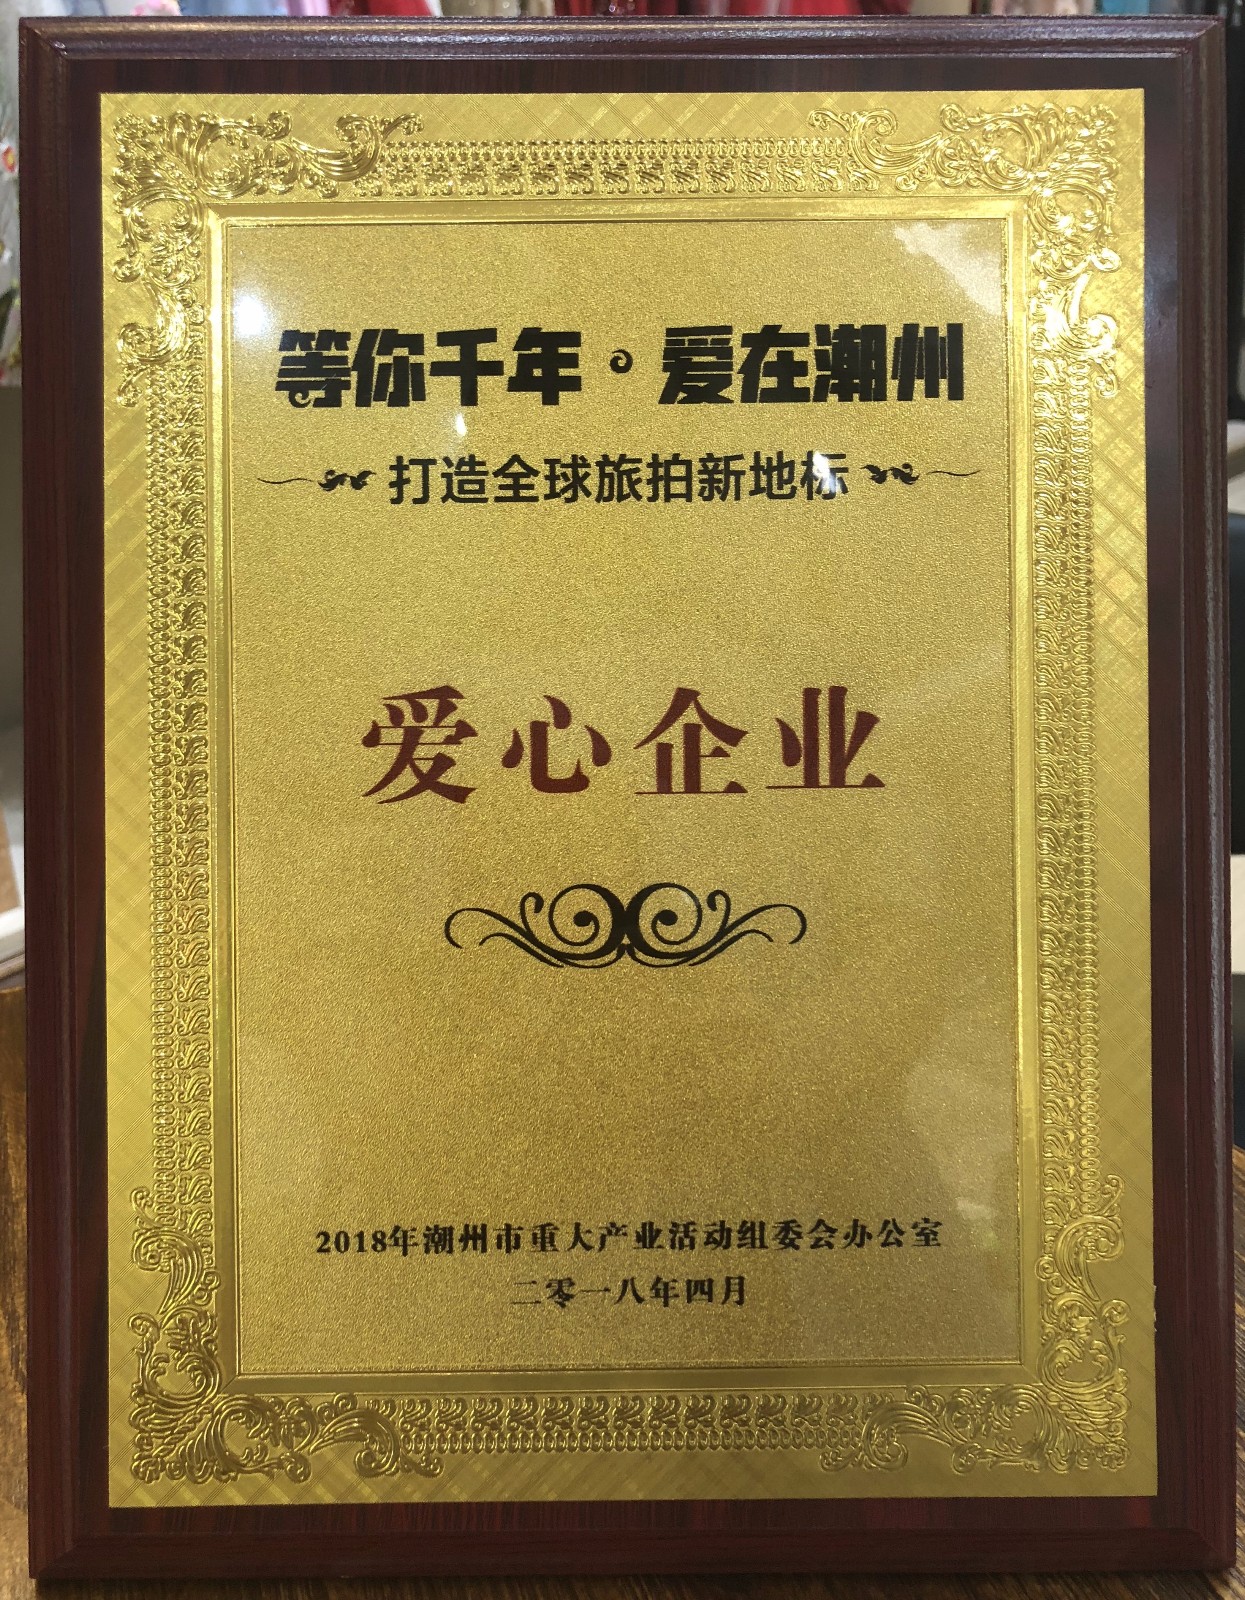 等你千年·爱在潮州
打造全球旅拍新地标
爱心企业
2018年潮州市重大产业活动组委会办公室
二零一八年四月